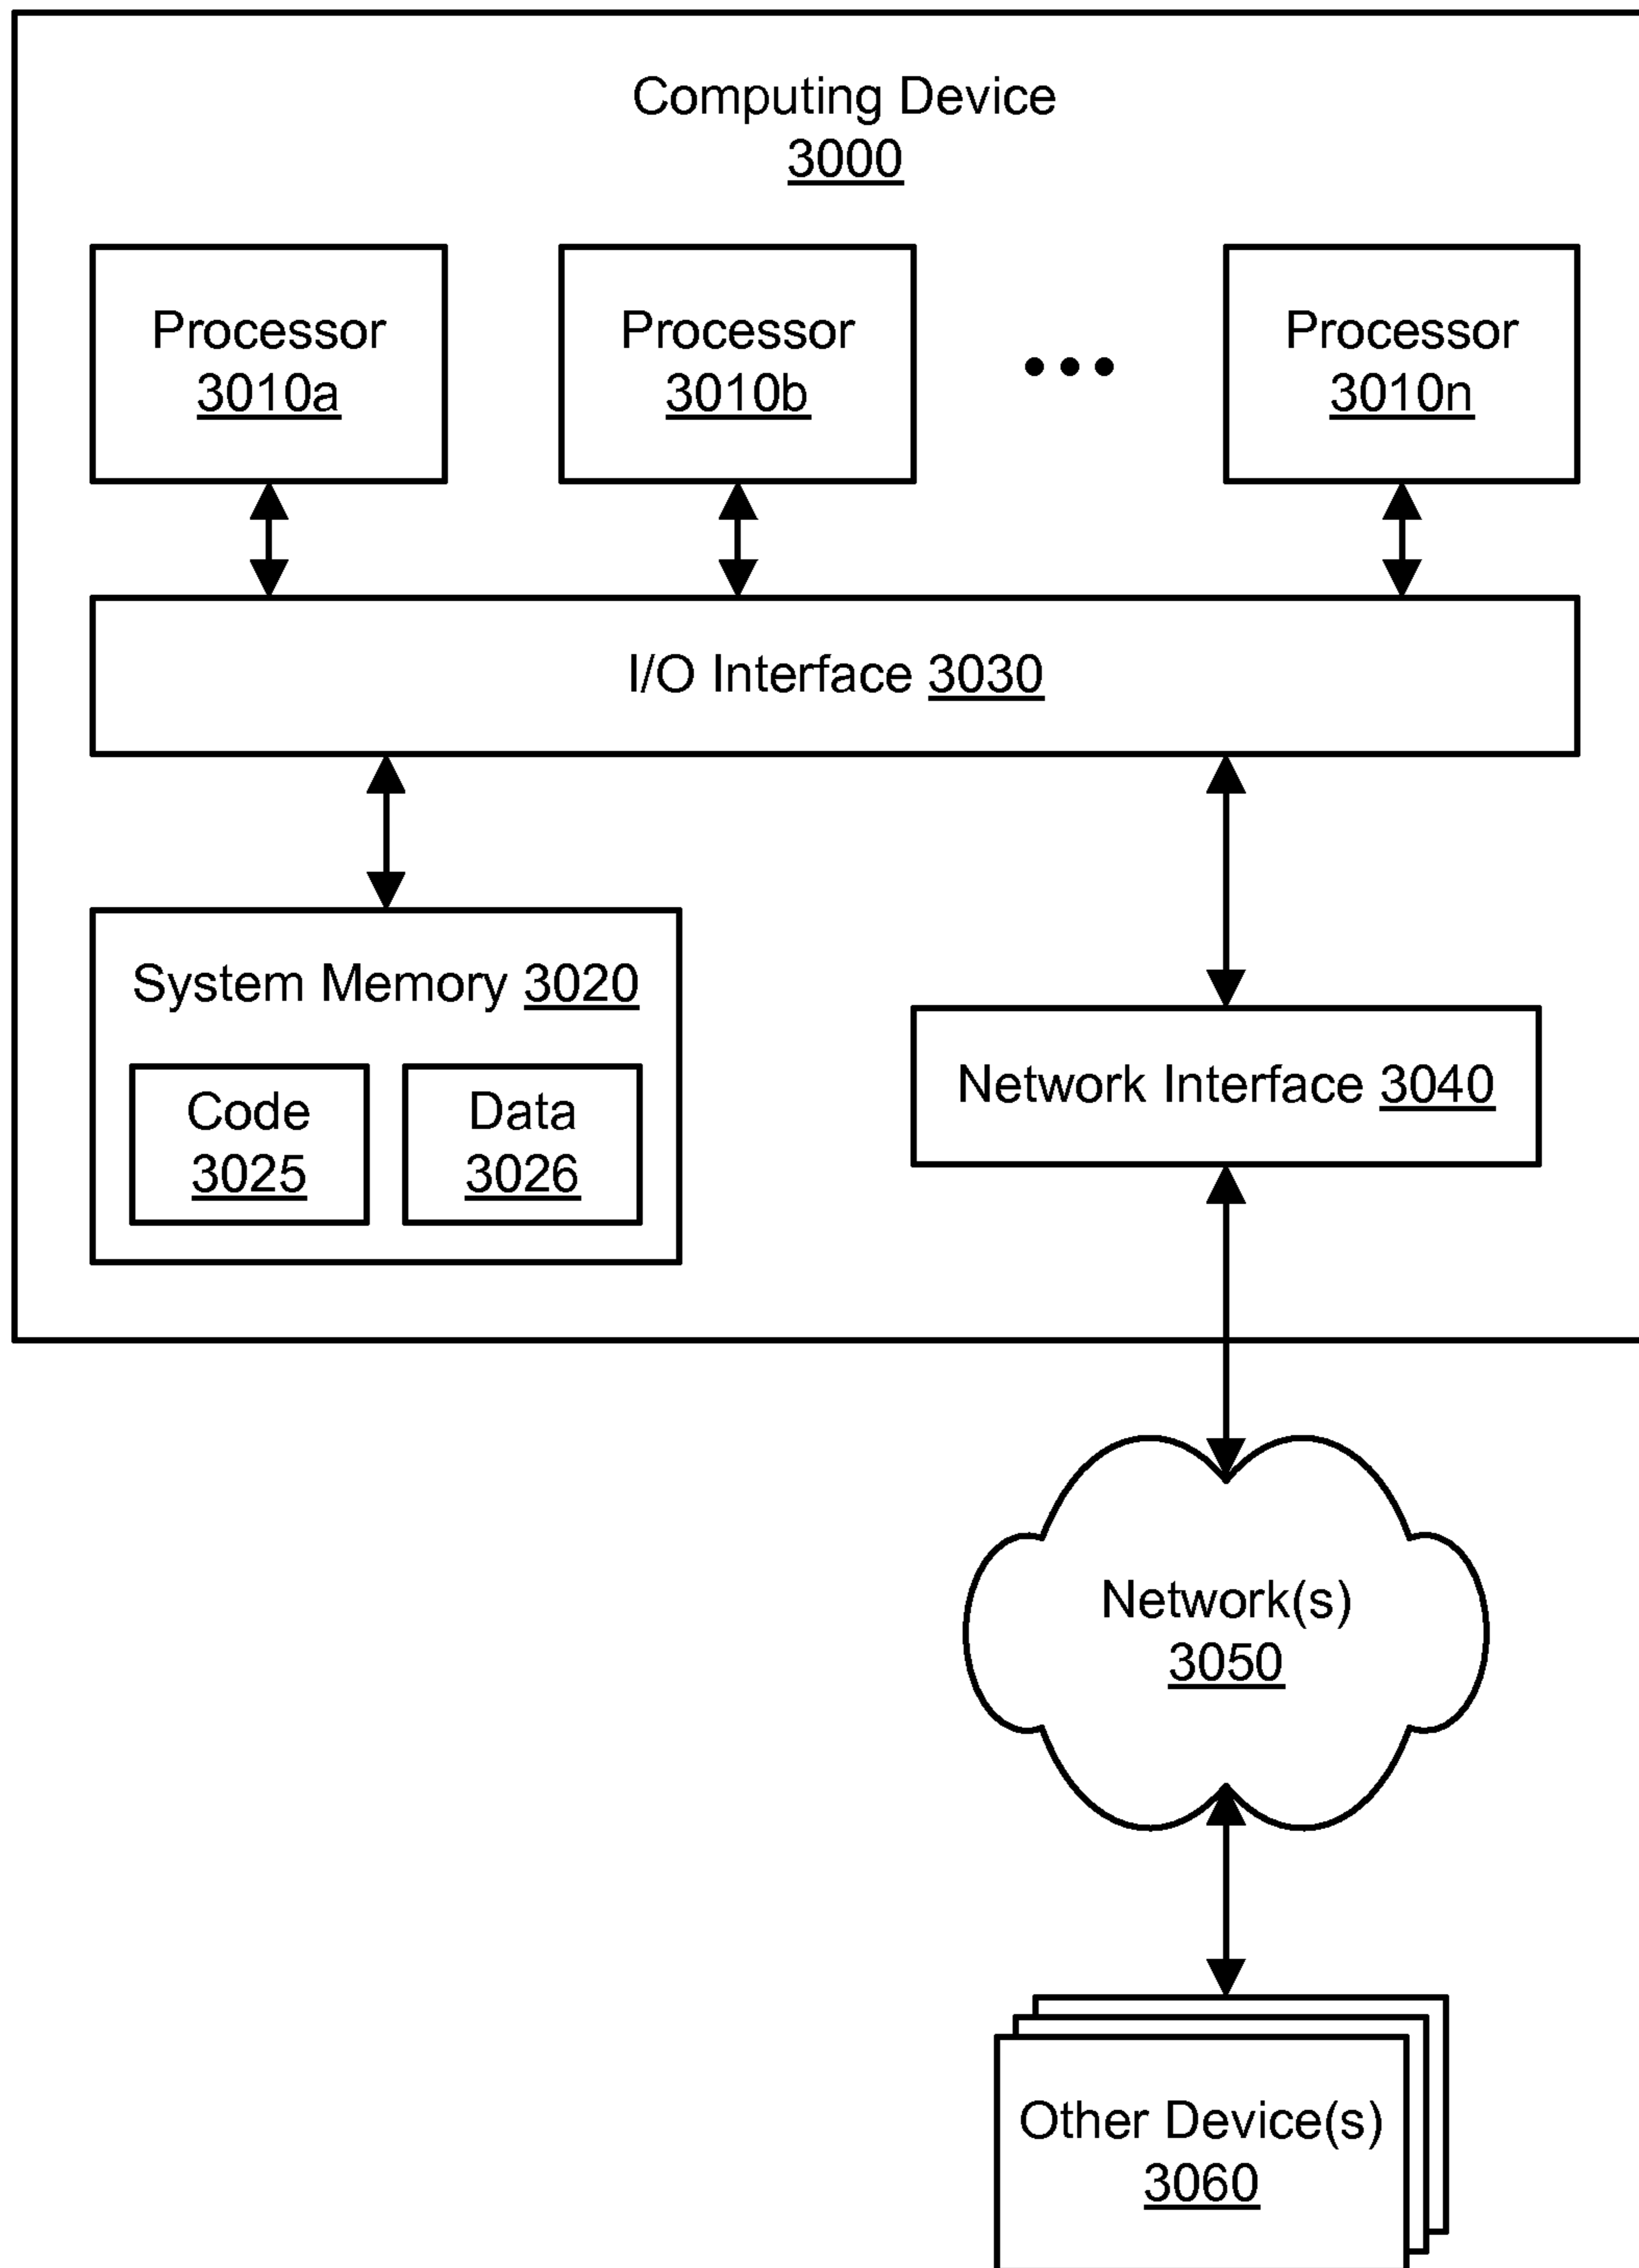 Computing Device
3000
Processor
3010a
Processor
3010b
Processor
3010n
I/O Interface 3030
System Memory 3020
Code
3025
Data
3026
Network Interface 3040
Network(s)
3050
Other Device(s)
3060